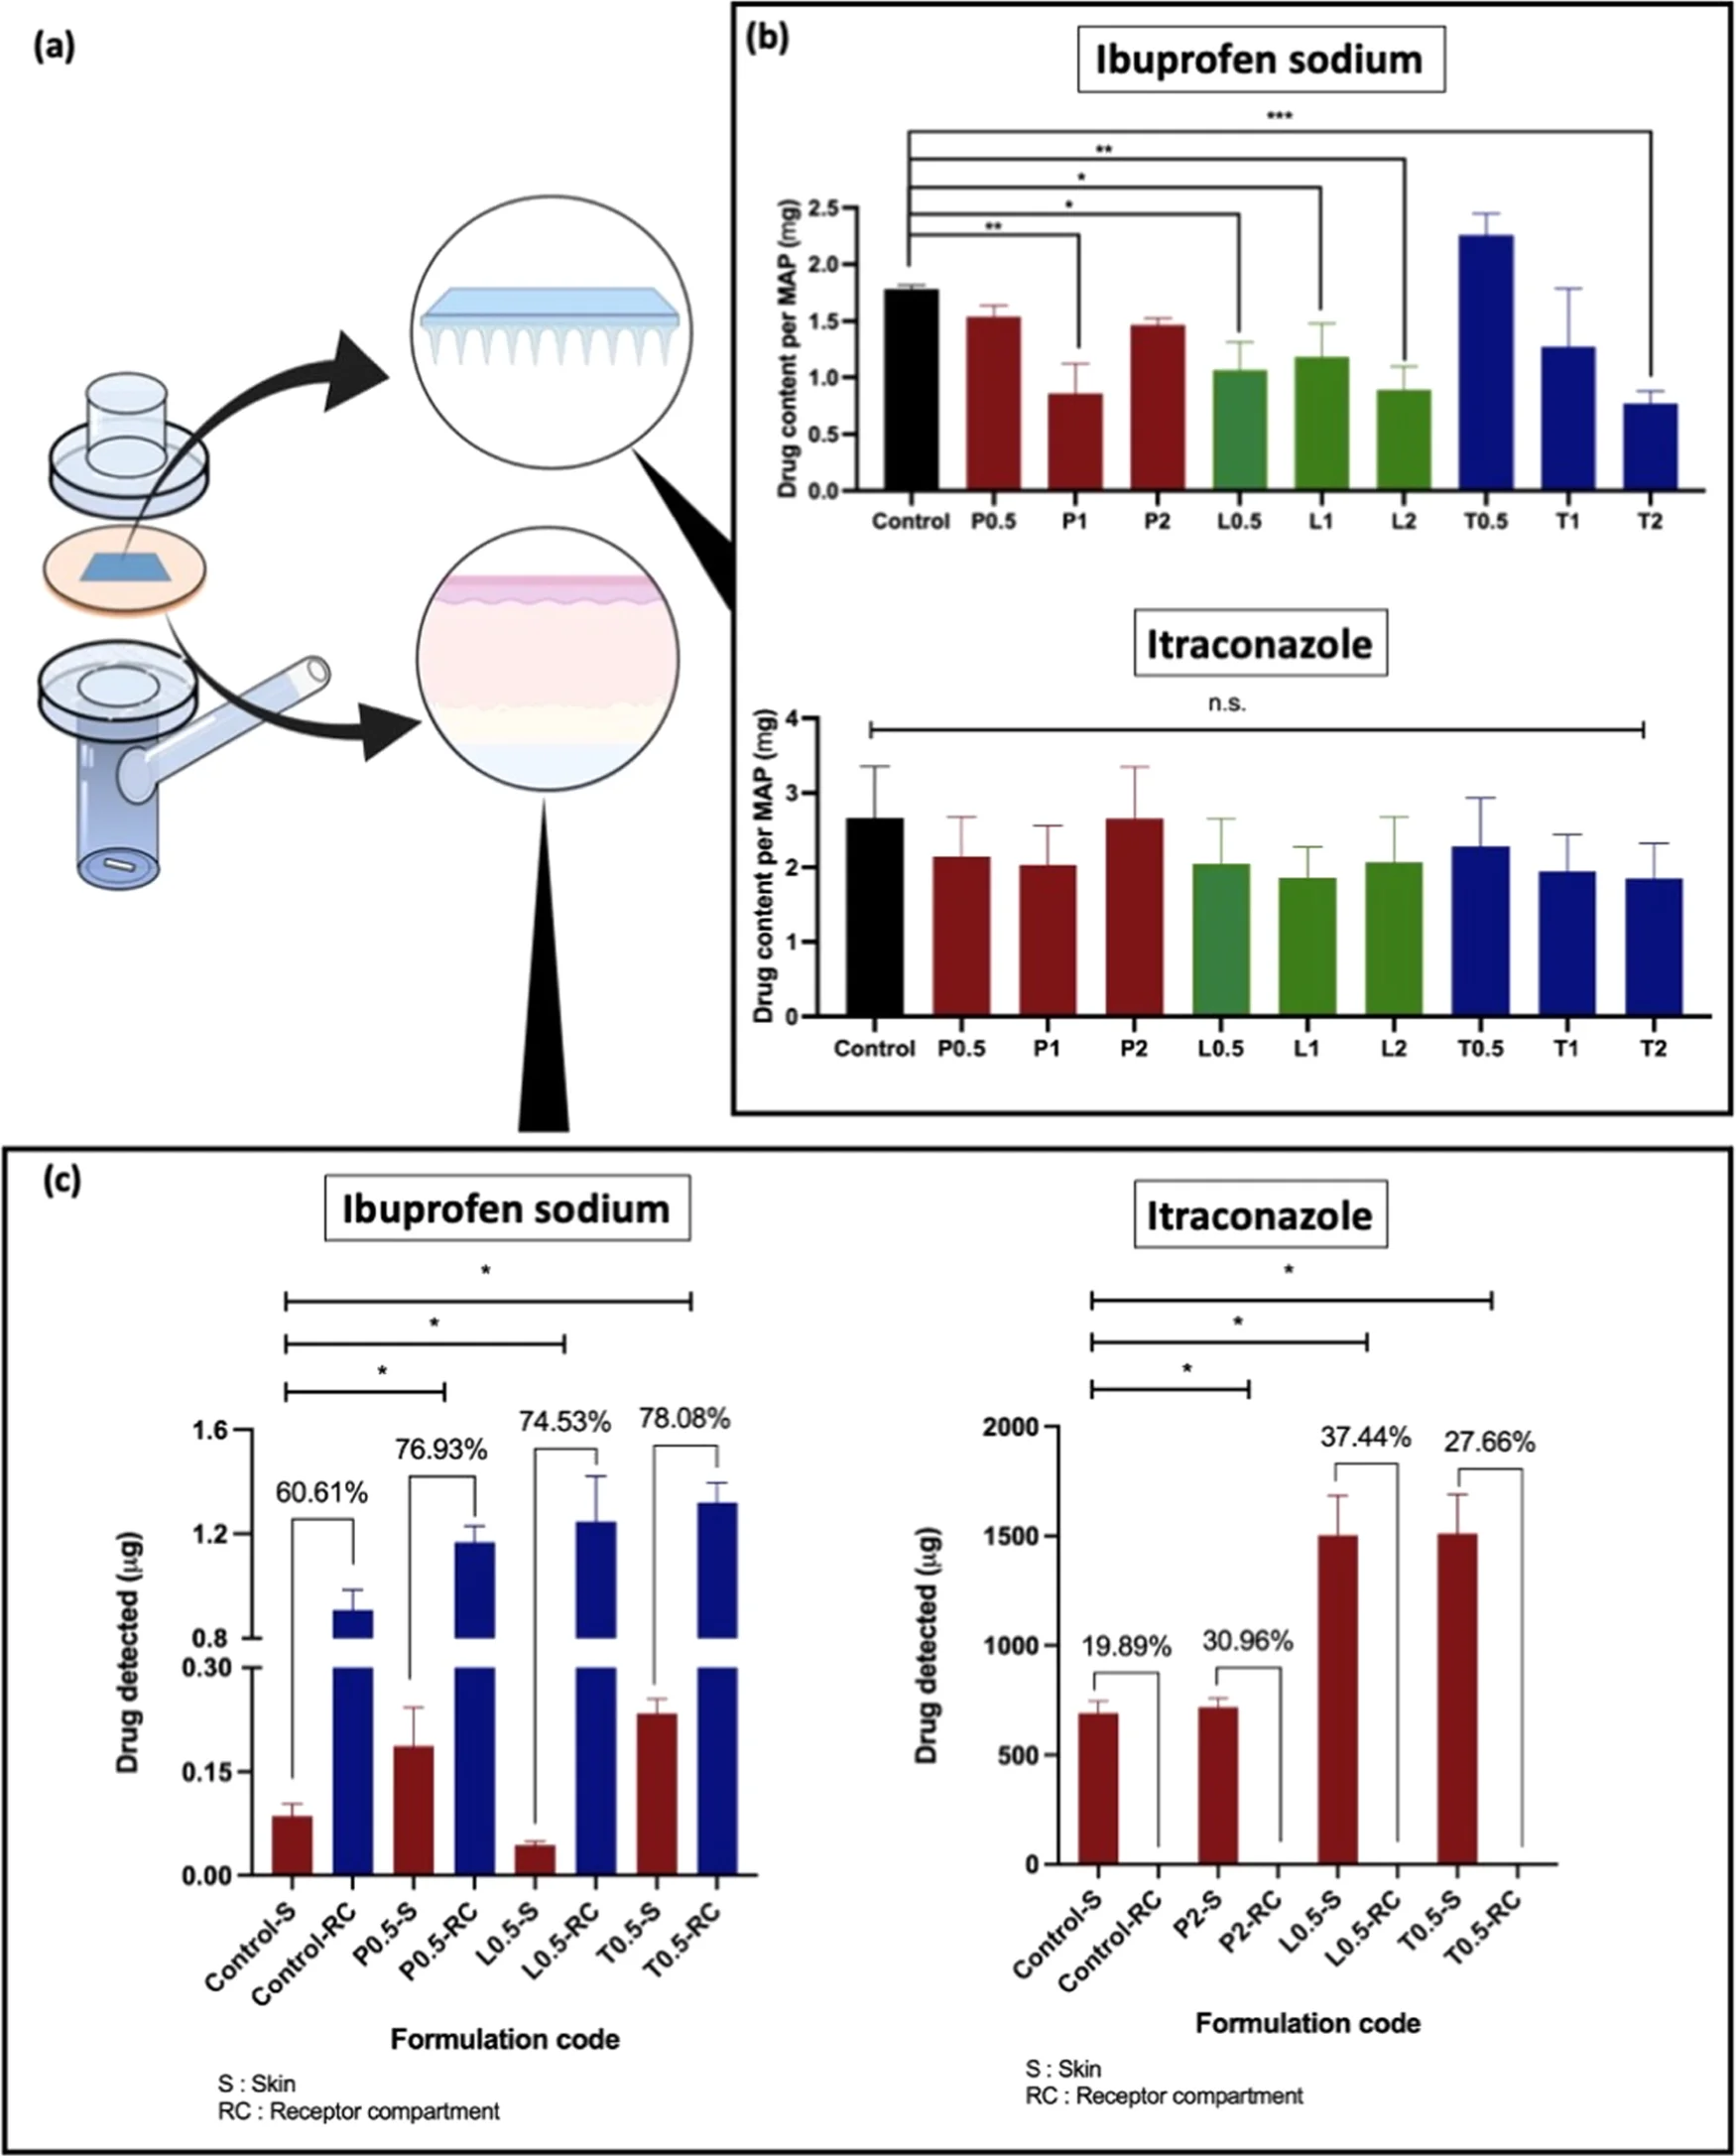 (a)
(b)
Ibuprofen sodium
***
**
*
*
**
Drug content per MAP (mg)
2.5
2.0
1.5
1.0
0.5
0.0
Control P0.5 P1 P2 L0.5 L1 L2 T0.5 T1 T2
Itraconazole
n.s.
Drug content per MAP (mg)
4
3
2
1
0
Control P0.5 P1 P2 L0.5 L1 L2 T0.5 T1 T2
(c)
Ibuprofen sodium
*
*
*
60.61% 76.93% 74.53% 78.08%
Drug detected (μg)
1.6
1.2
0.8
0.30
0.15
0.00
Control-S Control-RC P0.5-S P0.5-RC L0.5-S L0.5-RC T0.5-S T0.5-RC
Formulation code
S : Skin
RC : Receptor compartment
Itraconazole
*
*
*
19.89% 30.96% 37.44% 27.66%
Drug detected (μg)
2000
1500
1000
500
0
Control-S Control-RC P2-S P2-RC L0.5-S L0.5-RC T0.5-S T0.5-RC
Formulation code
S : Skin
RC : Receptor compartment